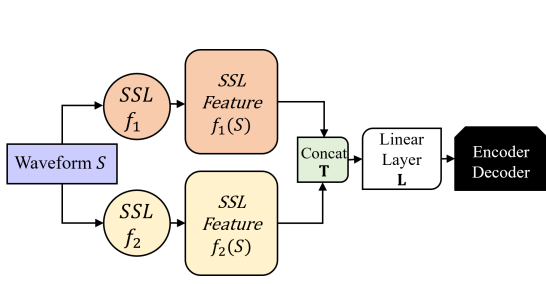 Waveform S
SSL
f₁
SSL
Feature
f₁(S)
SSL
f₂
SSL
Feature
f₂(S)
Concat
T
Linear
Layer
L
Encoder
Decoder